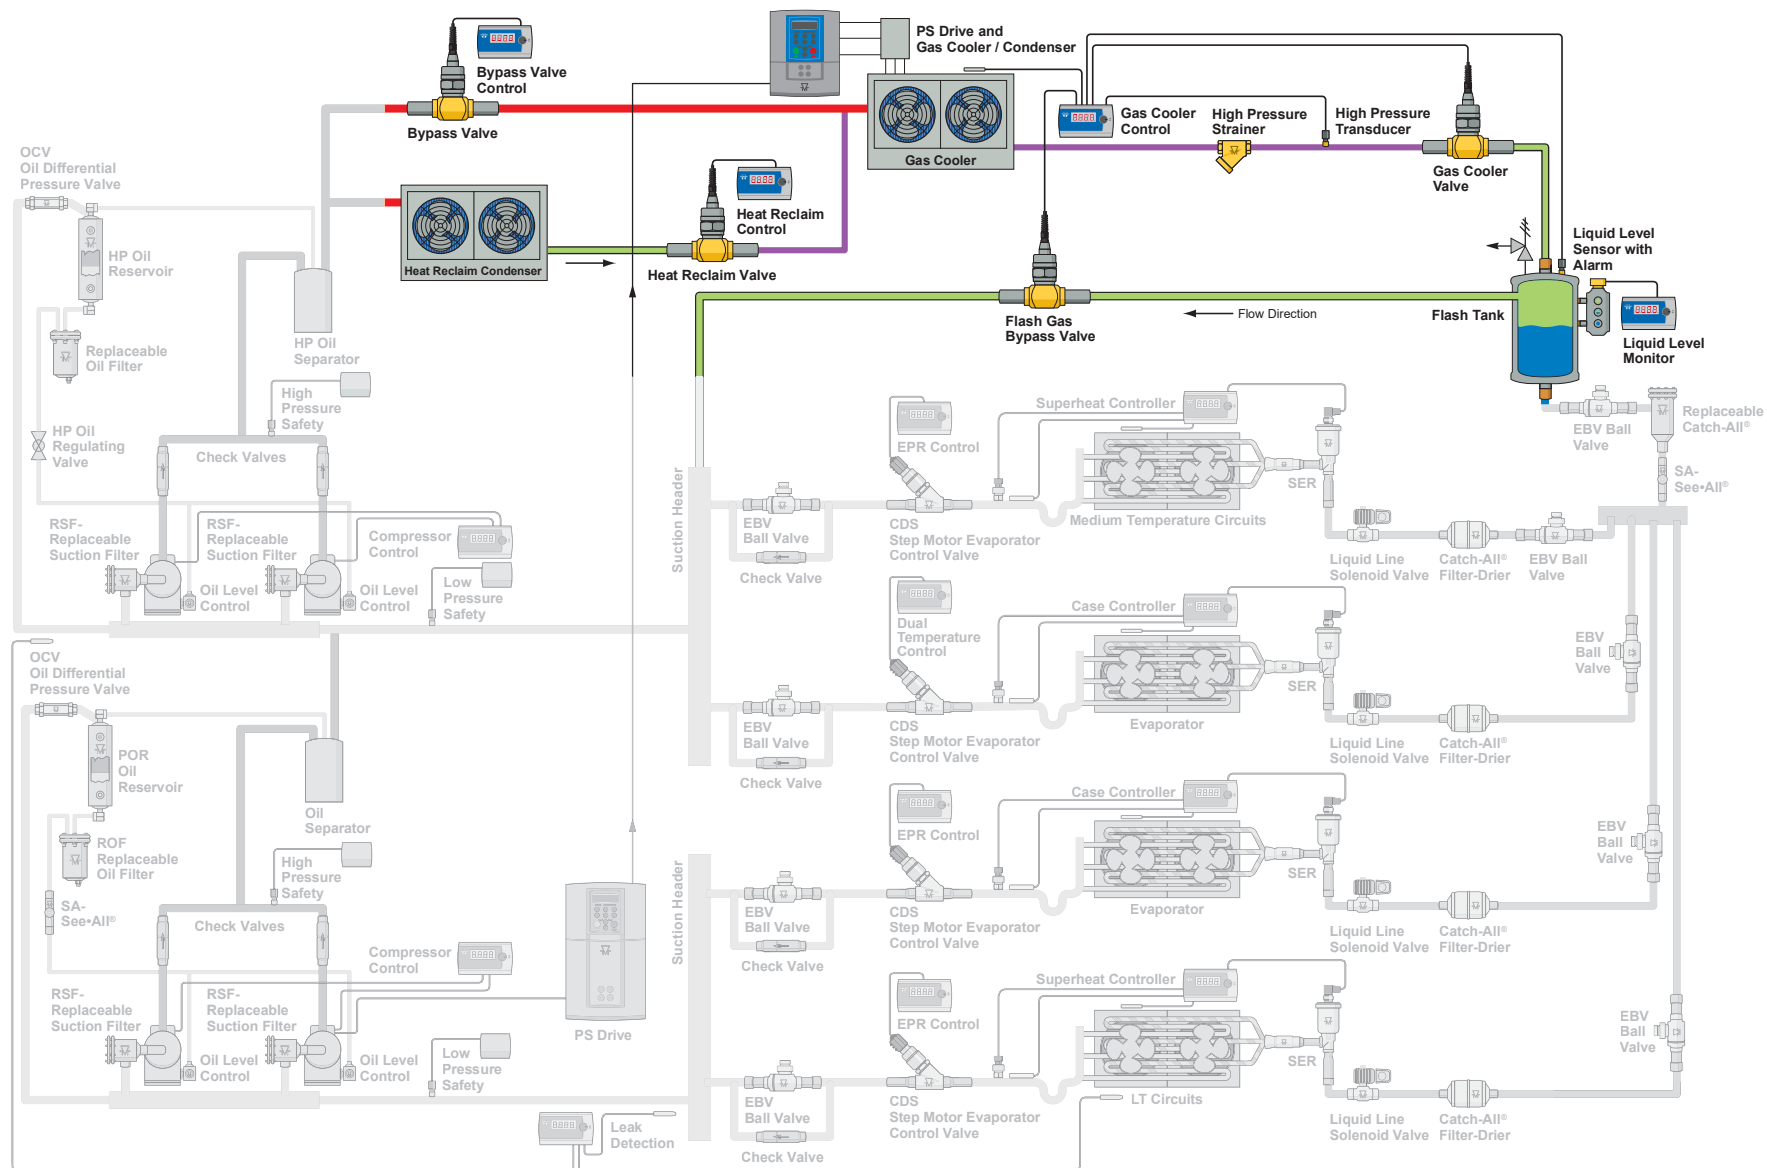 PS Drive and
Gas Cooler / Condenser
Bypass Valve
Control
Bypass Valve
Gas Cooler
Gas Cooler
Control
High Pressure
Strainer
High Pressure
Transducer
Gas Cooler
Valve
OCV
Oil Differential
Pressure Valve
Heat Reclaim
Control
Heat Reclaim Condenser
Heat Reclaim Valve
Liquid Level
Sensor with
Alarm
HP Oil
Reservoir
Flash Gas
Bypass Valve
Flow Direction
Flash Tank
Liquid Level
Monitor
Replaceable
Oil Filter
HP Oil
Separator
High
Pressure
Safety
HP Oil
Regulating
Valve
Check Valves
Suction Header
EPR Control
Superheat Controller
SER
Medium Temperature Circuits
EBV Ball
Valve
Replaceable
Catch-All®
SA-
See•All®
RSF-
Replaceable
Suction Filter
RSF-
Replaceable
Suction Filter
Compressor
Control
Oil Level
Control
Oil Level
Control
Low
Pressure
Safety
EBV
Ball Valve
Check Valve
CDS
Step Motor Evaporator
Control Valve
Liquid Line
Solenoid Valve
Catch-All®
Filter-Drier
EBV Ball
Valve
Dual
Temperature
Control
Case Controller
SER
Evaporator
EBV
Ball
Valve
OCV
Oil Differential
Pressure Valve
EBV
Ball Valve
Check Valve
CDS
Step Motor Evaporator
Control Valve
Liquid Line
Solenoid Valve
Catch-All®
Filter-Drier
POR
Oil
Reservoir
Oil
Separator
ROF
Replaceable
Oil Filter
High
Pressure
Safety
SA-
See•All®
Check Valves
Suction Header
EPR Control
Case Controller
SER
Evaporator
EBV
Ball
Valve
EBV
Ball Valve
Check Valve
CDS
Step Motor Evaporator
Control Valve
Liquid Line
Solenoid Valve
Catch-All®
Filter-Drier
Compressor
Control
RSF-
Replaceable
Suction Filter
RSF-
Replaceable
Suction Filter
Oil Level
Control
Oil Level
Control
Low
Pressure
Safety
PS Drive
EPR Control
Superheat Controller
SER
LT Circuits
EBV
Ball
Valve
EBV
Ball Valve
Check Valve
CDS
Step Motor Evaporator
Control Valve
Liquid Line
Solenoid Valve
Catch-All®
Filter-Drier
Leak
Detection